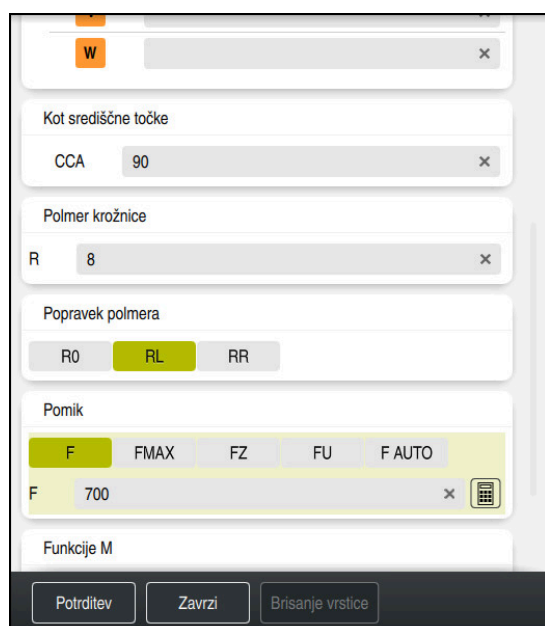 W
Kot središčne točke
CCA 90
Polmer krožnice
R 8
Popravek polmera
R0 RL RR
Pomik
F FMAX FZ FU F AUTO
F 700
Funkcije M
Potrditev Zavrzi Brisanje vrstice